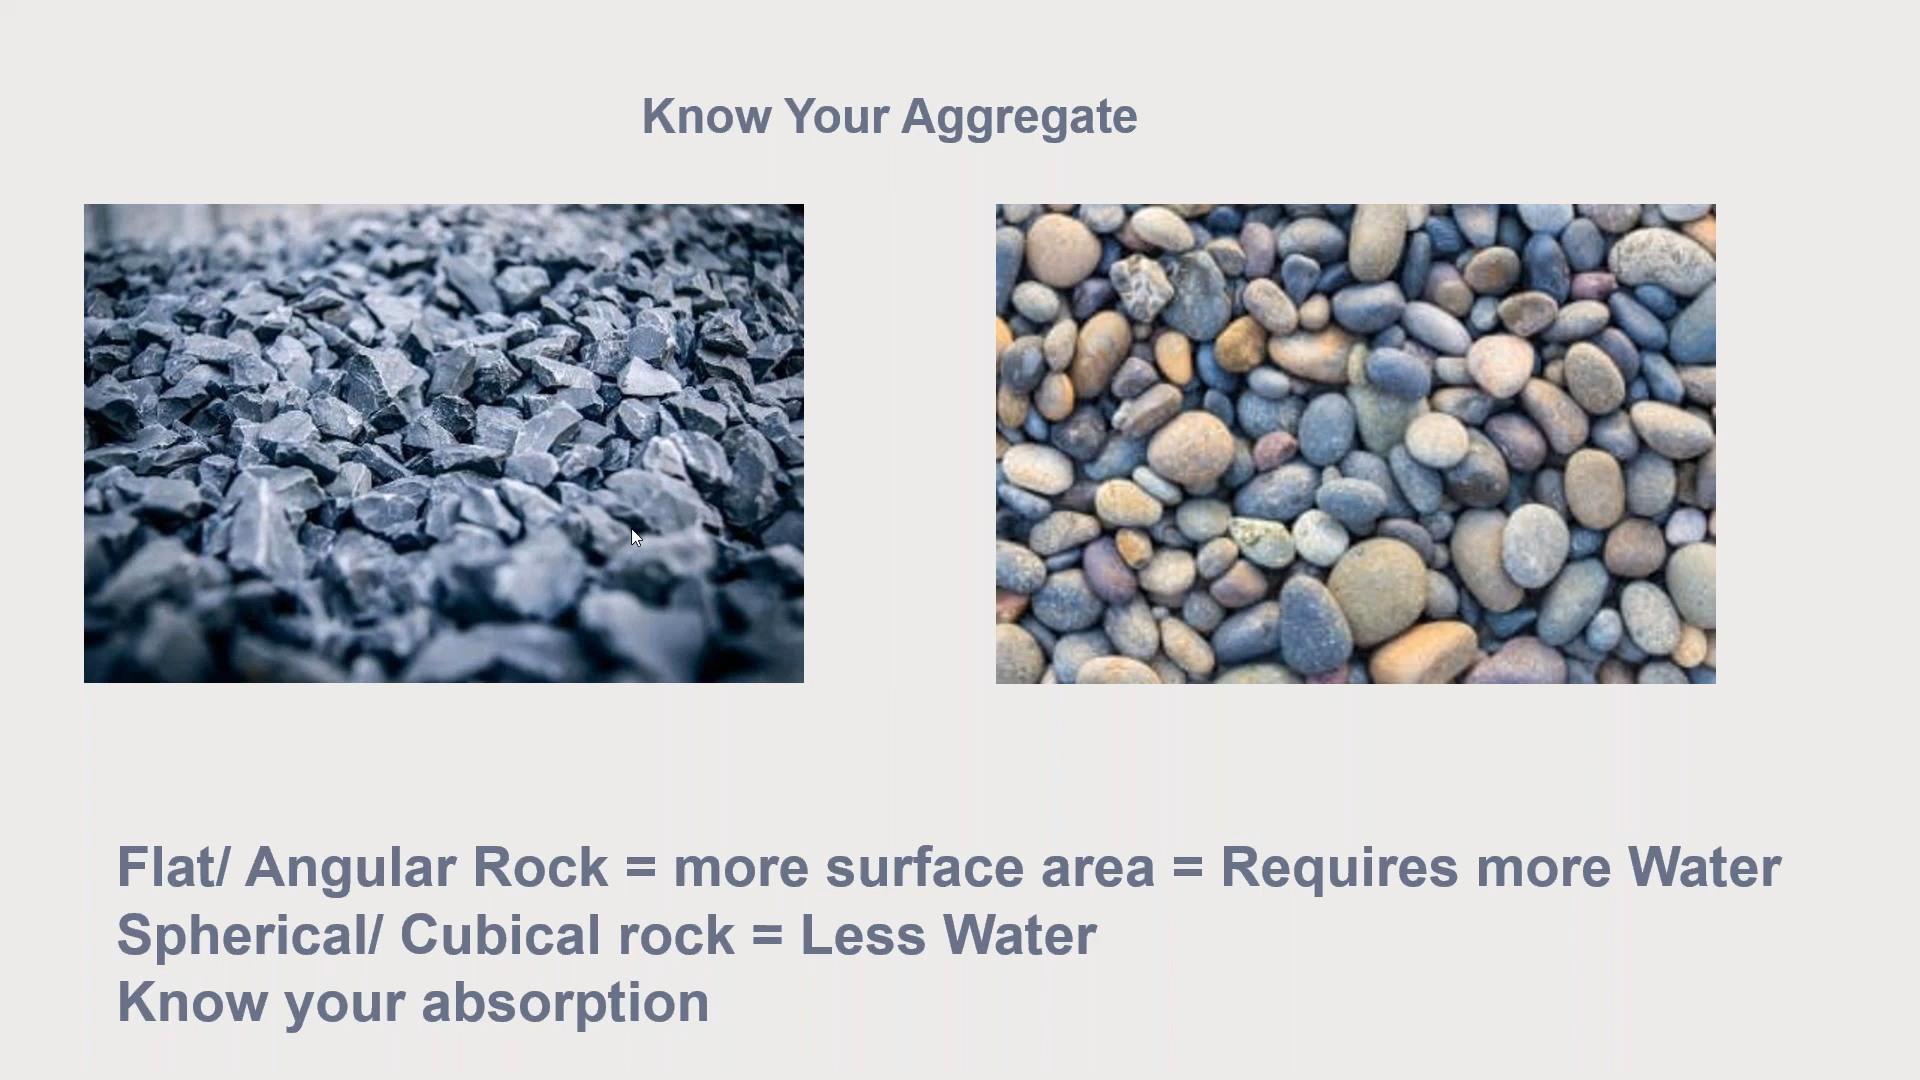 Know Your Aggregate
Flat/ Angular Rock = more surface area = Requires more Water
Spherical/ Cubical rock = Less Water
Know your absorption